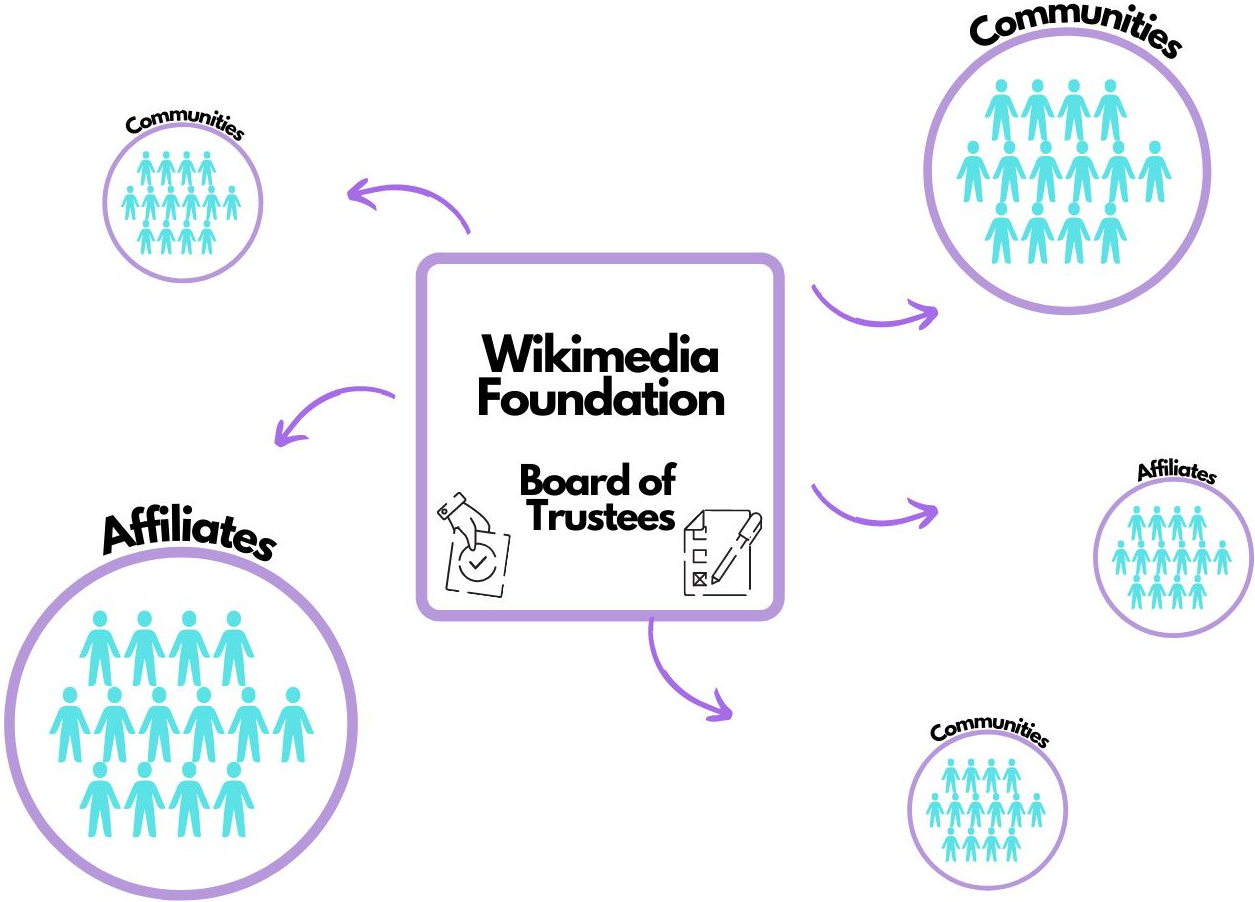 Communities
Communities
Wikimedia
Foundation
Board of
Trustees
Affiliates
Affiliates
Communities